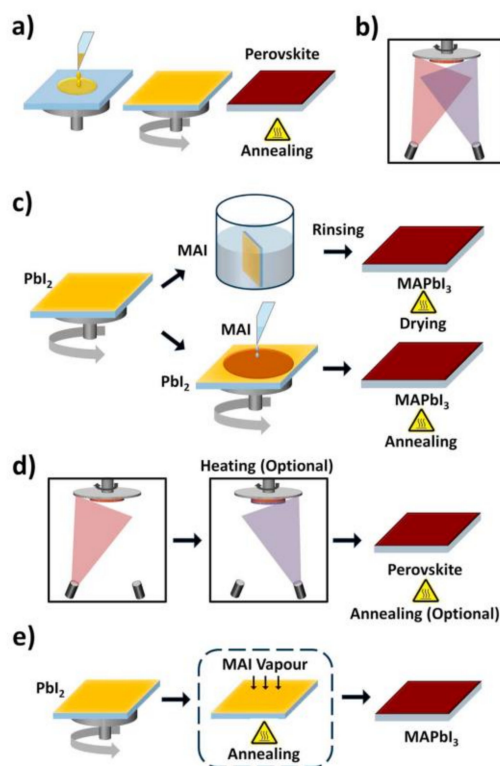 a)
Perovskite
Annealing
b)
c)
PbI₂
MAI
Rinsing
MAPbI₃
Drying
MAI
PbI₂
MAPbI₃
Annealing
d)
Heating (Optional)
Perovskite
Annealing (Optional)
e)
PbI₂
MAI Vapour
Annealing
MAPbI₃